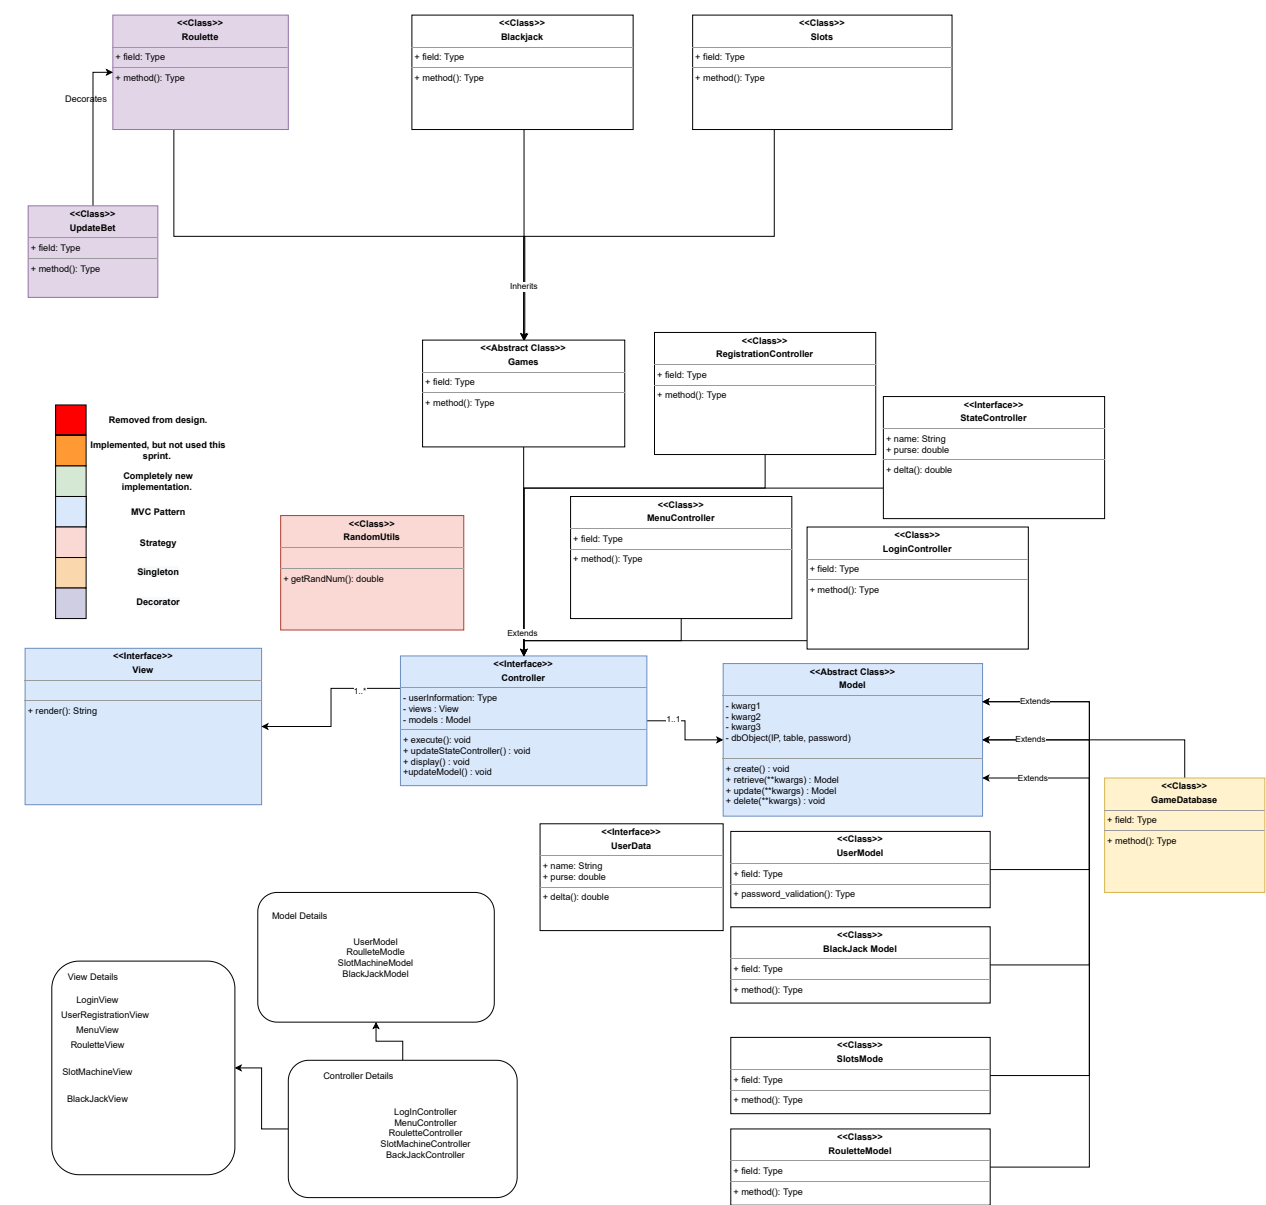 <<Class>>
Roulette
+ field: Type
+ method(): Type
<<Class>>
Blackjack
+ field: Type
+ method(): Type
<<Class>>
Slots
+ field: Type
+ method(): Type
Decorates
<<Class>>
UpdateBet
+ field: Type
+ method(): Type
Inherits
<<Abstract Class>>
Games
+ field: Type
+ method(): Type
<<Class>>
RegistrationController
+ field: Type
+ method(): Type
<<Interface>>
StateController
+ name: String
+ purse: double
+ delta(): double
Removed from design.
Implemented, but not used this
sprint.
Completely new
implementation.
MVC Pattern
Strategy
Singleton
Decorator
<<Class>>
RandomUtils
+ getRandNum(): double
<<Class>>
MenuController
+ field: Type
+ method(): Type
<<Class>>
LoginController
+ field: Type
+ method(): Type
Extends
<<Interface>>
View
+ render(): String
1..*
<<Interface>>
Controller
- userInformation: Type
- views : View
- models : Model
+ execute(): void
+ updateStateController() : void
+ display() : void
+updateModel() : void
1..1
<<Abstract Class>>
Model
- kwarg1
- kwarg2
- kwarg3
- dbObject(IP, table, password)
+ create() : void
+ retrieve(**kwargs) : Model
+ update(**kwargs) : Model
+ delete(**kwargs) : void
Extends
Extends
Extends
<<Class>>
GameDatabase
+ field: Type
+ method(): Type
<<Interface>>
UserData
+ name: String
+ purse: double
+ delta(): double
<<Class>>
UserModel
+ field: Type
+ password_validation(): Type
<<Class>>
BlackJack Model
+ field: Type
+ method(): Type
<<Class>>
SlotsMode
+ field: Type
+ method(): Type
<<Class>>
RouletteModel
+ field: Type
+ method(): Type
Model Details
UserModel
RoulleteModle
SlotMachineModel
BlackJackModel
View Details
LoginView
UserRegistrationView
MenuView
RouletteView
SlotMachineView
BlackJackView
Controller Details
LogInController
MenuController
RouletteController
SlotMachineController
BackJackController